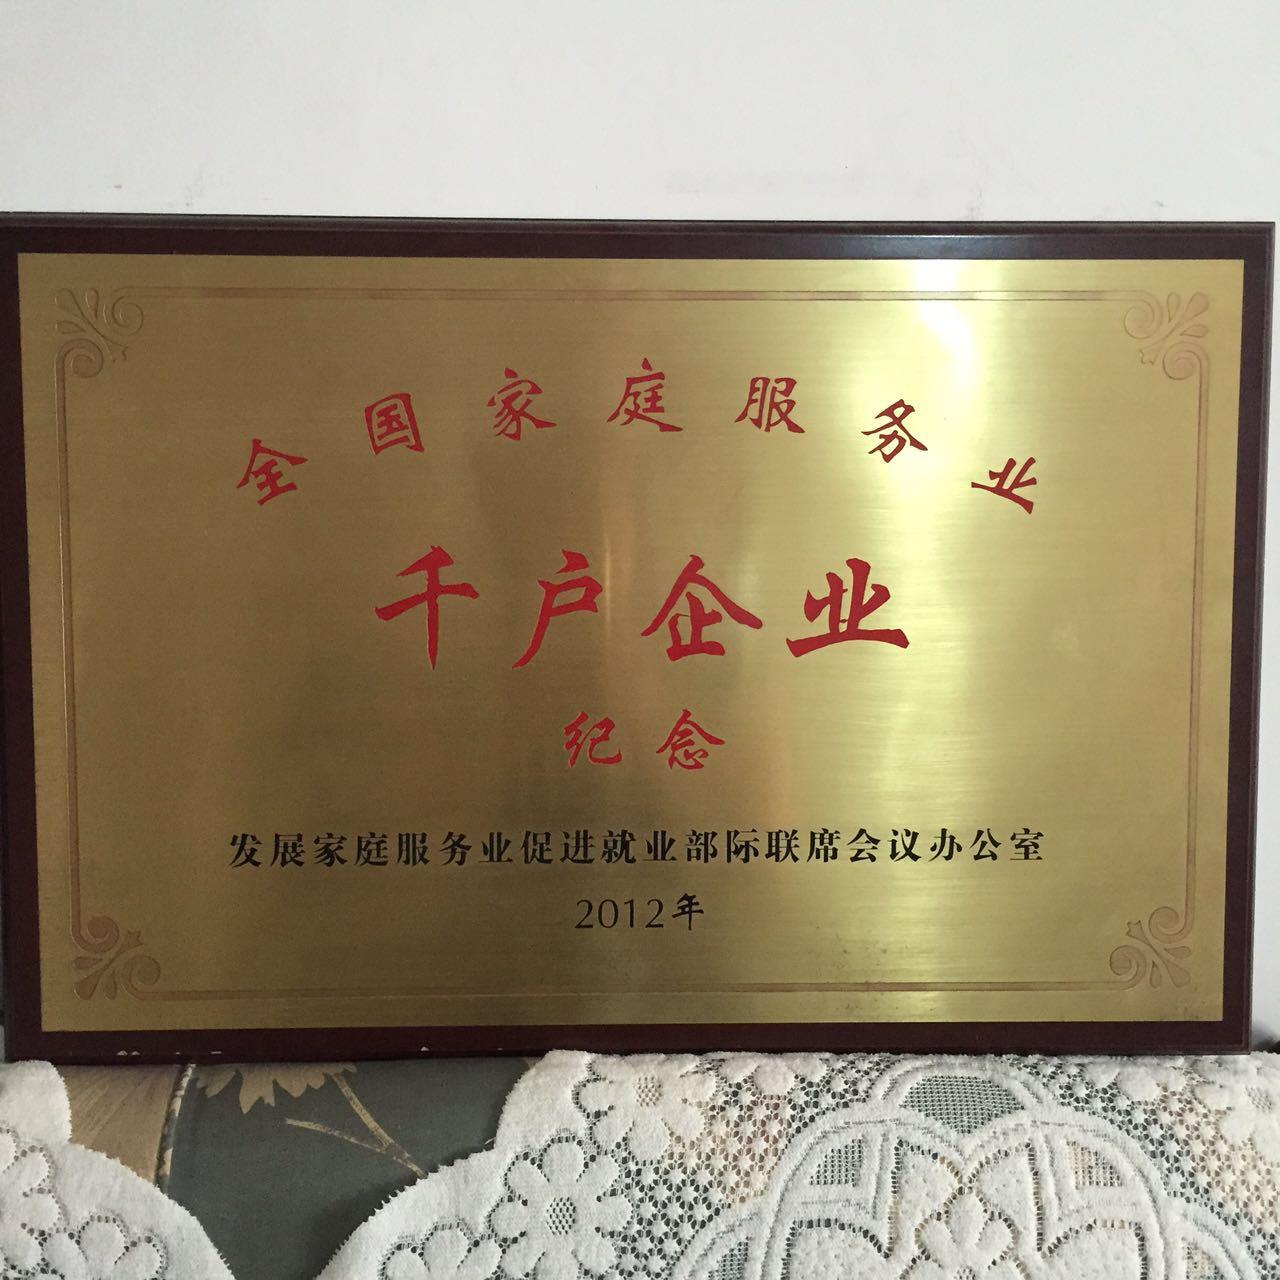 全国家庭服务业
千户企业
纪念
发展家庭服务业促进就业部际联席会议办公室
2012年